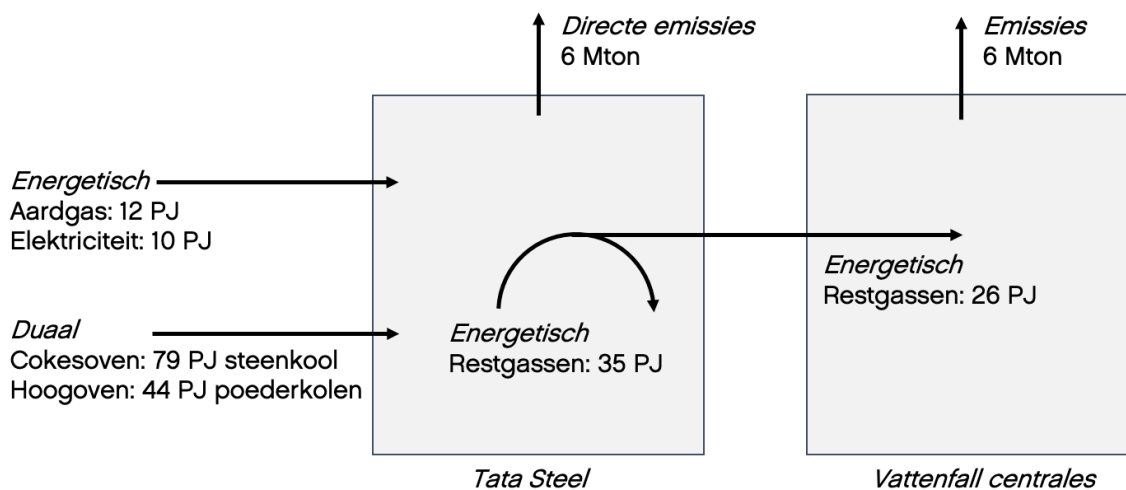 Directe emissies
6 Mton
Emissies
6 Mton
Energetisch
Aardgas: 12 PJ
Elektriciteit: 10 PJ
Duaal
Cokesoven: 79 PJ steenkool
Hoogoven: 44 PJ poederkolen
Energetisch
Restgassen: 35 PJ
Energetisch
Restgassen: 26 PJ
Tata Steel
Vattenfall centrales